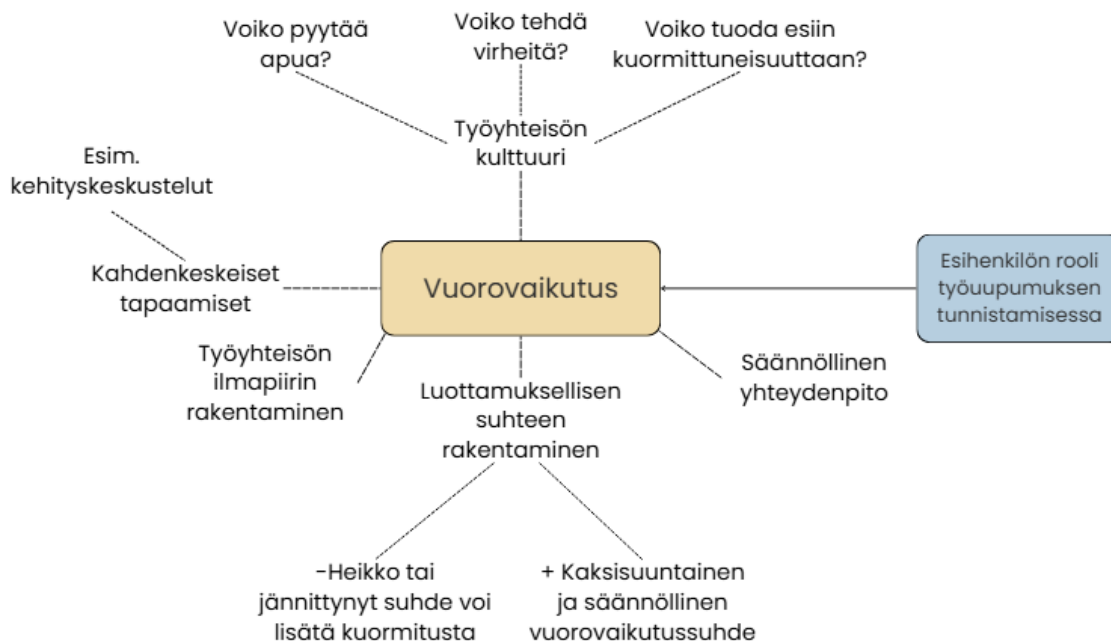 Voiko pyytää
apua?
Voiko tehdä
virheitä?
Voiko tuoda esiin
kuormittuneisuuttaan?
Työyhteisön
kulttuuri
Esim.
kehityskeskustelut
Kahdenkeskeiset
tapaamiset
Vuorovaikutus
Esihenkilön rooli
työuupumuksen
tunnistamisessa
Työyhteisön
ilmapiirin
rakentaminen
Luottamuksellisen
suhteen
rakentaminen
Säännöllinen
yhteydenpito
-Heikko tai
jännittynyt suhde voi
lisätä kuormitusta
+ Kaksisuuntainen
ja säännöllinen
vuorovaikutussuhde